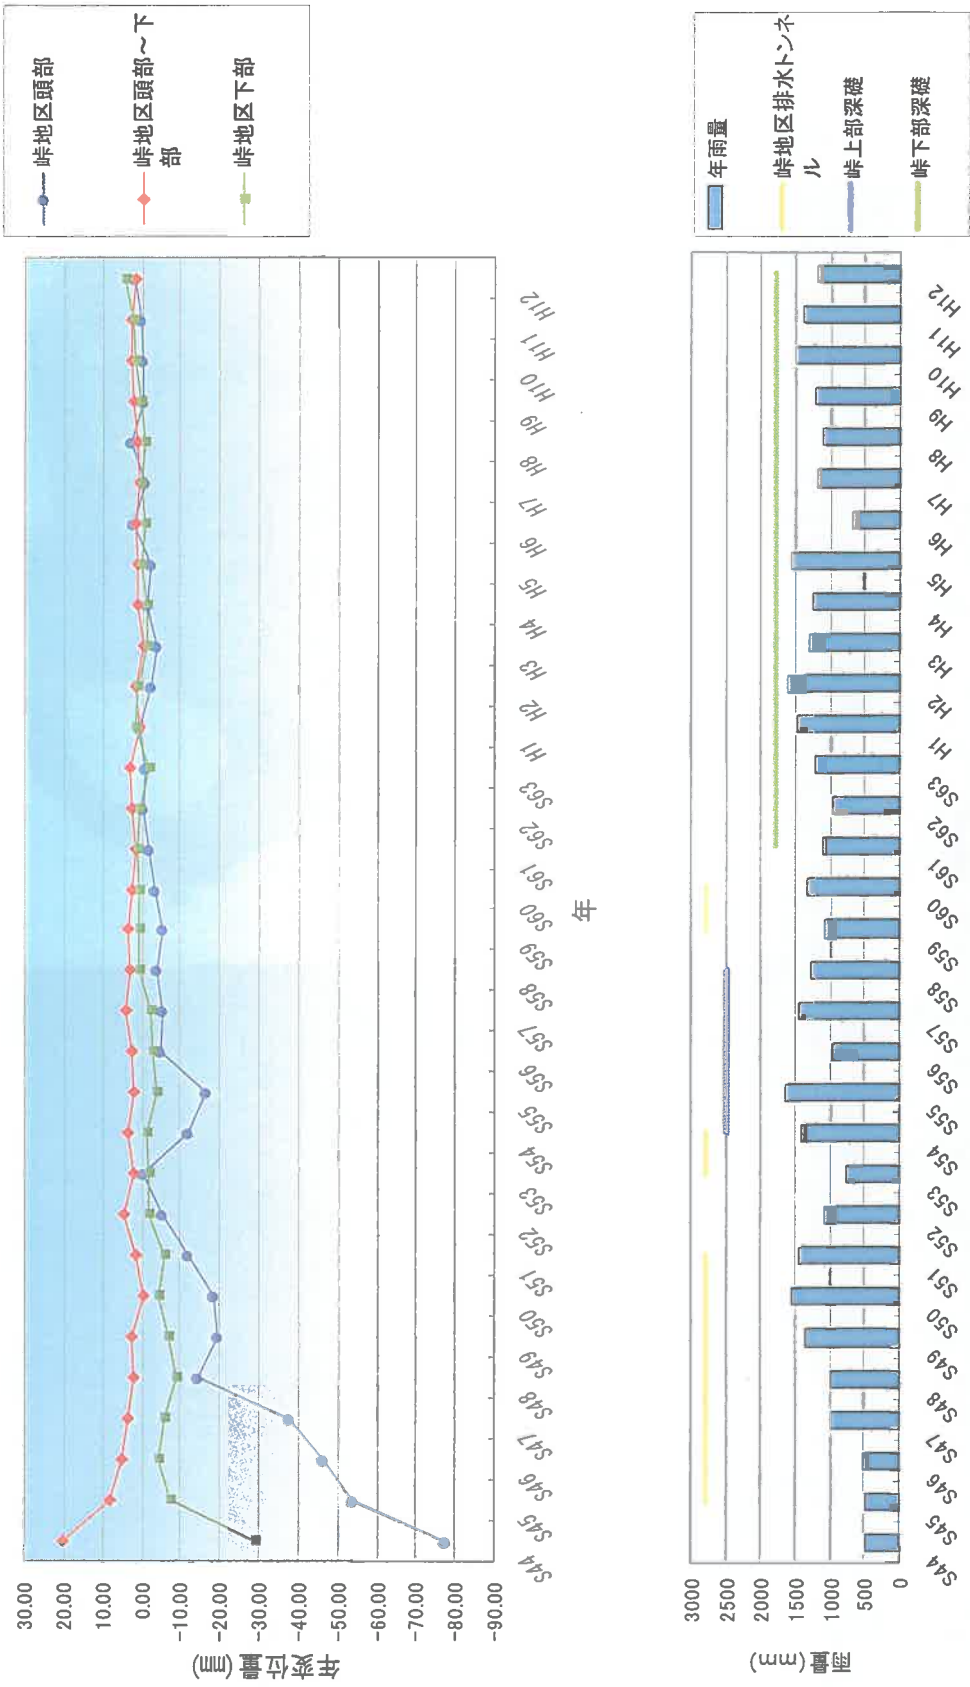 30.00
20.00
10.00
0.00
-10.00
-20.00
-30.00
-40.00
-50.00
-60.00
-70.00
-80.00
-90.00
年変位量(mm)
S44
S45
S46
S47
S48
S49
S50
S51
S52
S53
S54
S55
S56
S57
S58
S59
S60
S61
S62
S63
H1
H2
H3
H4
H5
H6
H7
H8
H9
H10
H11
H12
年
峠地区頭部
峠地区頭部~下
部
峠地区下部
3000
2500
2000
1500
1000
500
0
雨量(mm)
S44
S45
S46
S47
S48
S49
S50
S51
S52
S53
S54
S55
S56
S57
S58
S59
S60
S61
S62
S63
H1
H2
H3
H4
H5
H6
H7
H8
H9
H10
H11
H12
年雨量
峠地区排水トンネ
ル
峠上部深礎
峠下部深礎